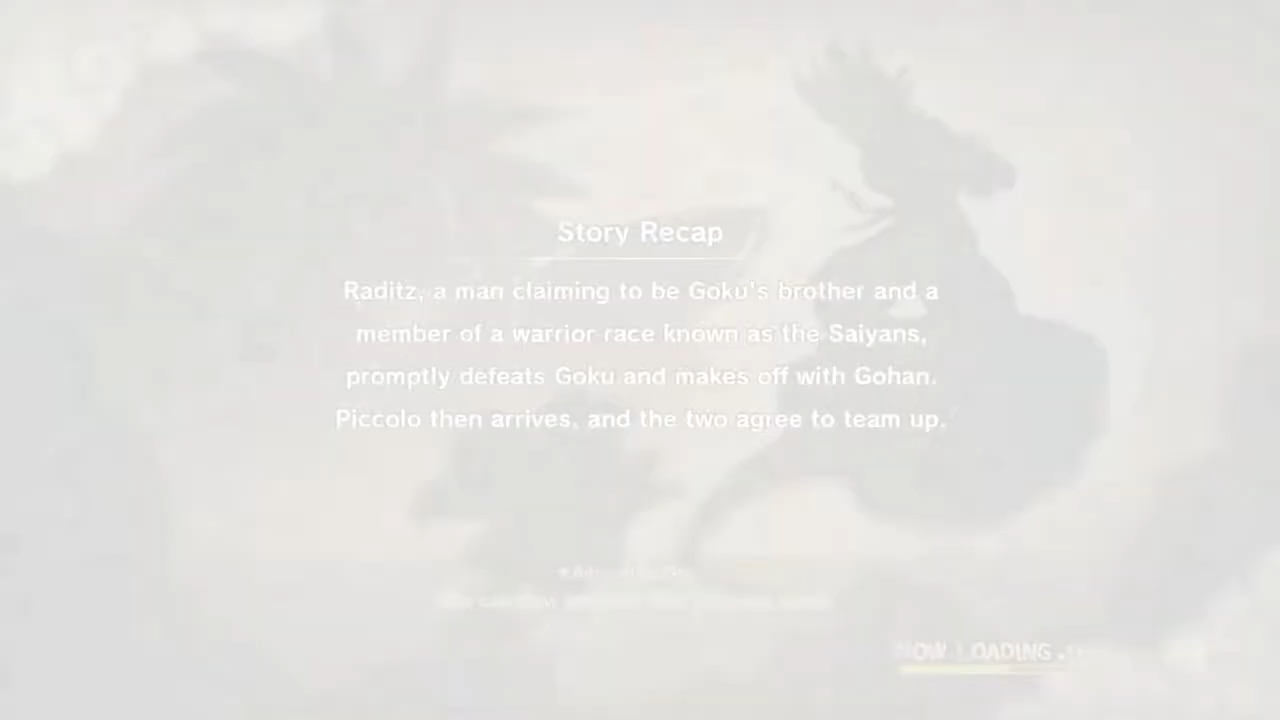 Story Recap
Raditz, a man claiming to be Goku's brother and a
member of a warrior race known as the Saiyans,
promptly defeats Goku and makes off with Gohan.
Piccolo then arrives, and the two agree to team up.
NOW LOADING